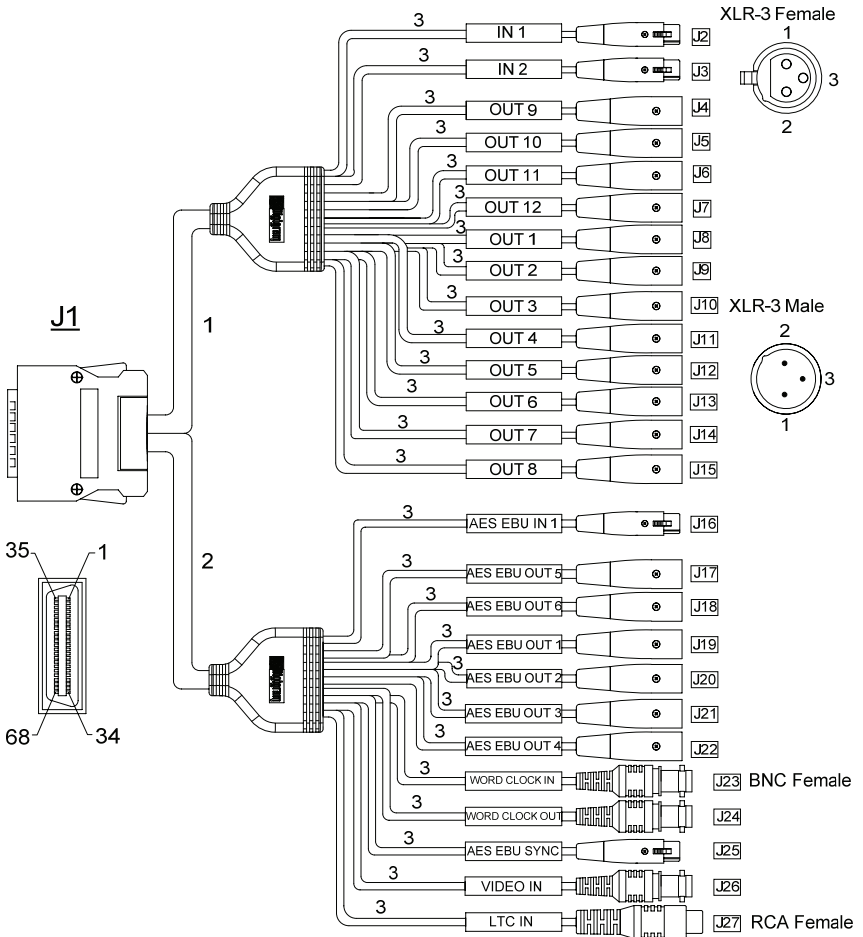 XLR-3 Female
1
3
2
3
IN 1
J2
3
IN 2
J3
3
OUT 9
J4
3
OUT 10
J5
3
OUT 11
J6
3
OUT 12
J7
3
OUT 1
J8
3
OUT 2
J9
3
OUT 3
J10
XLR-3 Male
2
3
1
3
OUT 4
J11
3
OUT 5
J12
3
OUT 6
J13
3
OUT 7
J14
3
OUT 8
J15
J1
1
2
35
1
68
34
3
AES EBU IN 1
J16
3
AES EBU OUT 5
J17
3
AES EBU OUT 6
J18
3
AES EBU OUT 1
J19
3
AES EBU OUT 2
J20
3
AES EBU OUT 3
J21
3
AES EBU OUT 4
J22
3
WORD CLOCK IN
J23 BNC Female
3
WORD CLOCK OUT
J24
3
AES EBU SYNC
J25
3
VIDEO IN
J26
3
LTC IN
J27 RCA Female